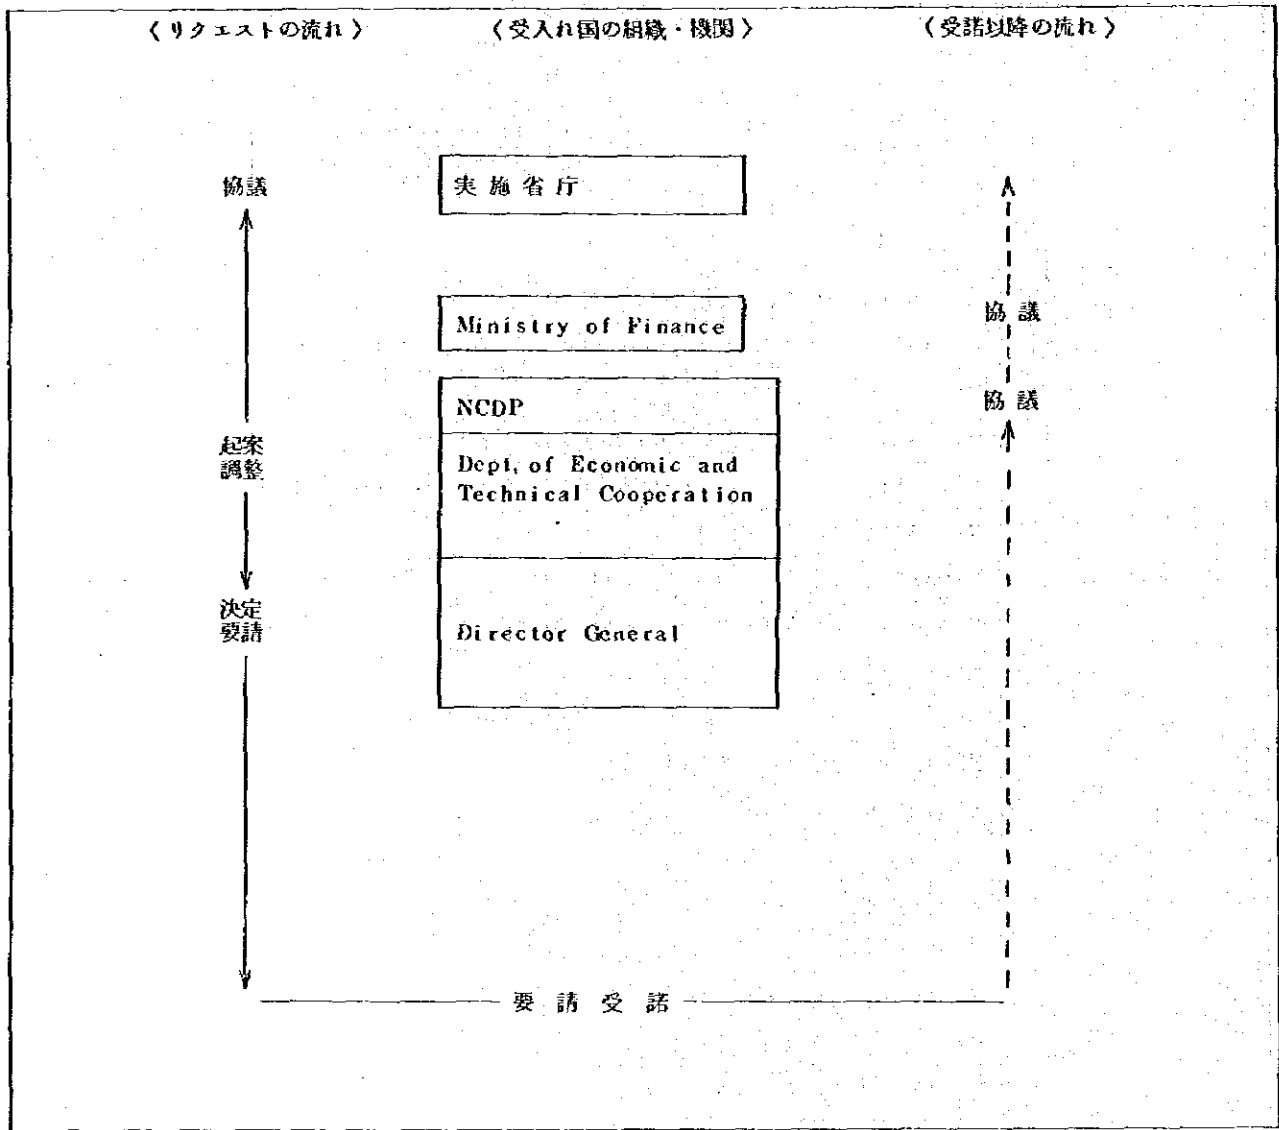 〈リクエストの流れ〉
〈受入れ国の組織・機関〉
〈受諾以降の流れ〉
協議
実施省庁
Ministry of Finance
協議
NCDP
協議
起案
調整
Dept. of Economic and
Technical Cooperation
決定
要請
Director General
要請受諾